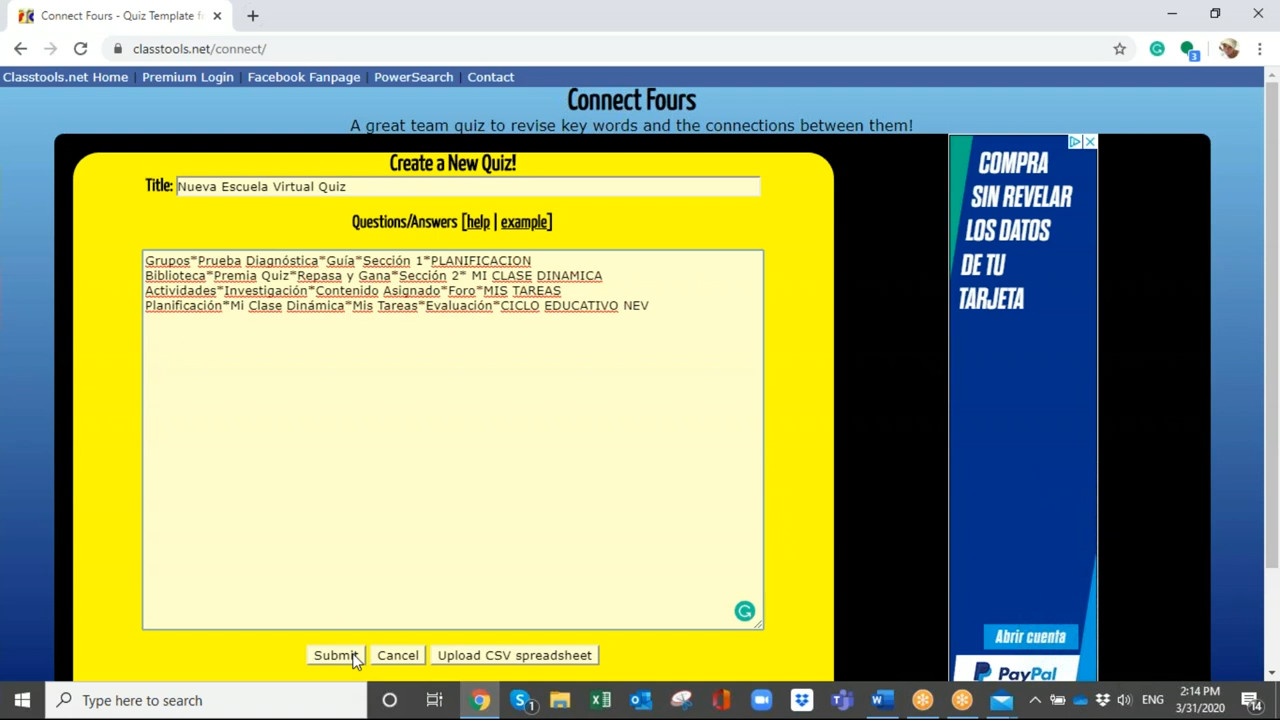 Connect Fours - Quiz Template f
classtools.net/connect/
3
Classtools.net Home | Premium Login | Facebook Fanpage | PowerSearch | Contact
Connect Fours
A great team quiz to revise key words and the connections between them!
Create a New Quiz!
Title: Nueva Escuela Virtual Quiz
Questions/Answers [help | example]
Grupos*Prueba Diagnóstica*Guía*Sección 1*PLANIFICACION
Biblioteca*Premia Quiz*Repasa y Gana*Sección 2* MI CLASE DINAMICA
Actividades*Investigación*Contenido Asignado*Foro*MIS TAREAS
Planificación*Mi Clase Dinámica*Mis Tareas*Evaluación*CICLO EDUCATIVO NEV
Submit Cancel Upload CSV spreadsheet
COMPRA
SIN REVELAR
LOS DATOS
DE TU
TARJETA
Abrir cuenta
PayPal
Type here to search
1
ENG
2:14 PM
3/31/2020
14